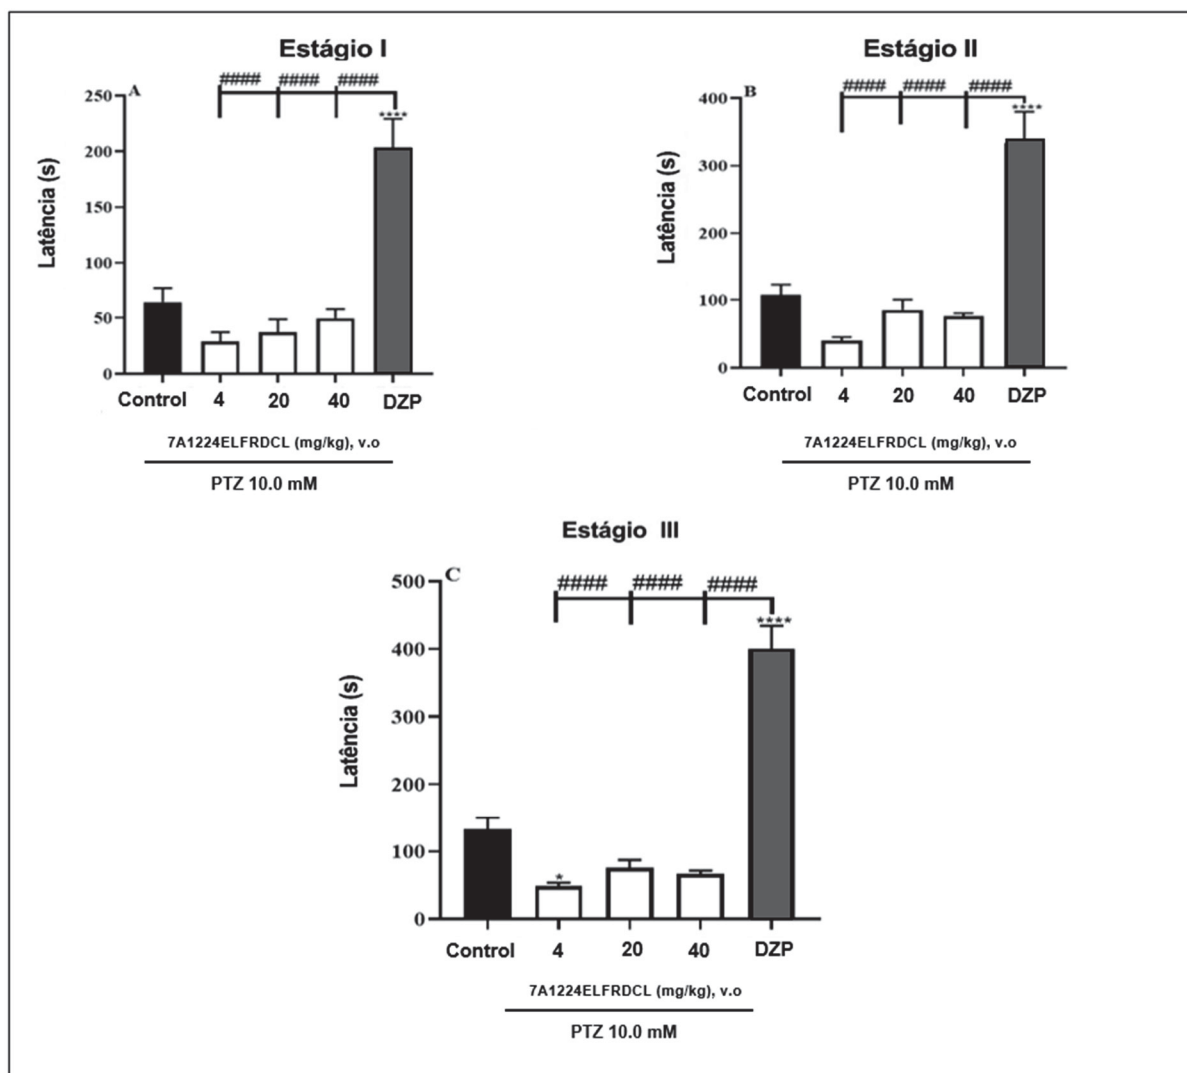 Estágio I
A
#### #### ####
****
250
200
150
100
50
0
Latência (s)
Control 4 20 40 DZP
7A1224ELFRDCL (mg/kg), v.o
PTZ 10.0 mM
Estágio II
B
#### #### ####
****
400
300
200
100
0
Latência (s)
Control 4 20 40 DZP
7A1224ELFRDCL (mg/kg), v.o
PTZ 10.0 mM
Estágio III
C
#### #### ####
****
500
400
300
200
100
0
*
Latência (s)
Control 4 20 40 DZP
7A1224ELFRDCL (mg/kg), v.o
PTZ 10.0 mM